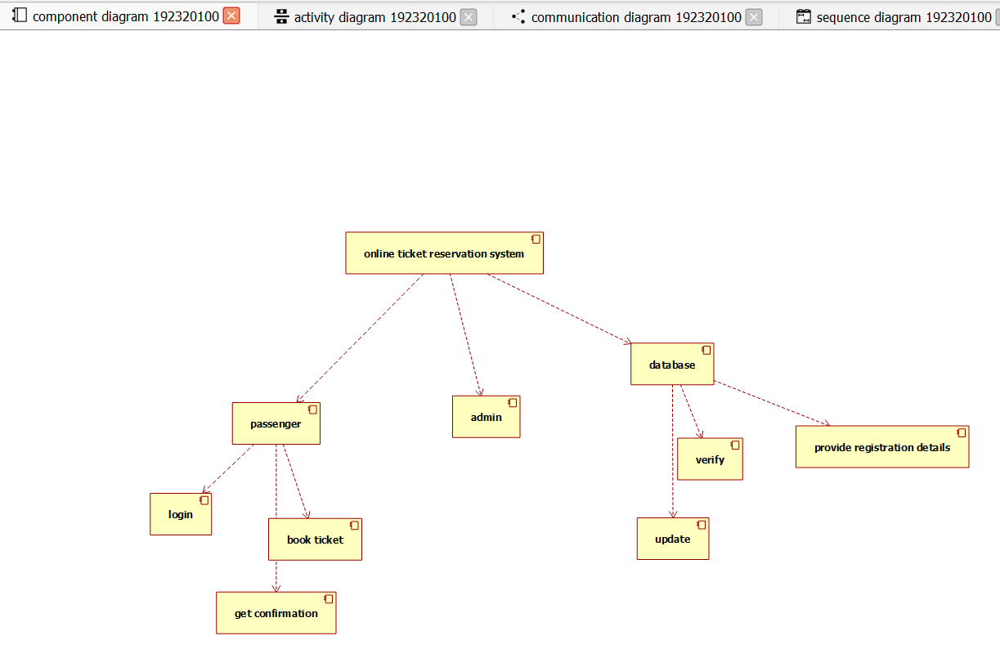 component diagram 192320100
activity diagram 192320100
communication diagram 192320100
sequence diagram 192320100
online ticket reservation system
database
passenger
admin
provide registration details
verify
login
book ticket
update
get confirmation